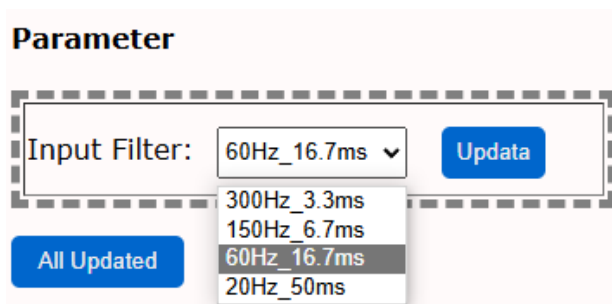 Parameter
Input Filter: 60Hz_16.7ms Updata
300Hz_3.3ms
150Hz_6.7ms
60Hz_16.7ms
20Hz_50ms
All Updated